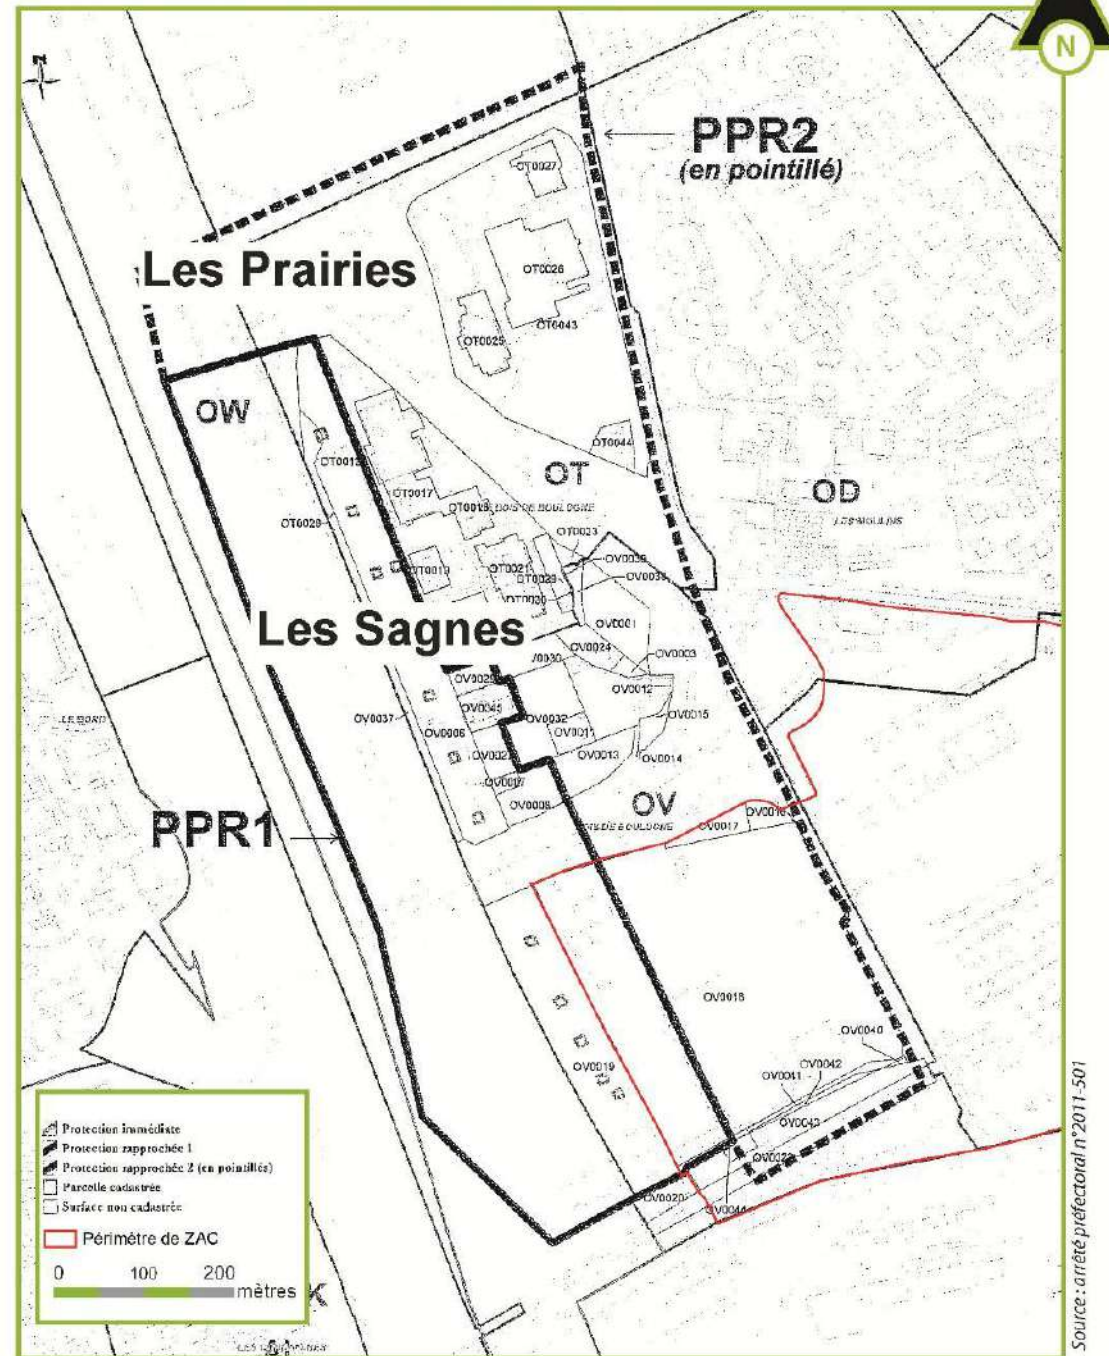 N
PPR2
(en pointillé)
OT0027
Les Prairies
OT0026
OT0043
OT0025
OW
OT0044
OT
OD
OT0017
BOIS DE BOULOGNE
LES MOULINS
OT0028
OT0023
OT0021
OV0039
Les Sagnes
OV0001
OV0024
OV0003
OV0012
OV0015
OV0037
OV0032
OV0006
OV0013
OV0014
OV0008
OV
PPR1
OV0017
OV0016
OV0018
OV0040
OV0042
OV0041
OV0019
OV0043
OV0020
OV0044
Protection immédiate
Protection rapprochée 1
Protection rapprochée 2 (en pointillés)
Parcelle cadastrée
Surface non cadastrée
Périmètre de ZAC
0 100 200
mètres
K
Source : arrêté préfectoral n°2011-501